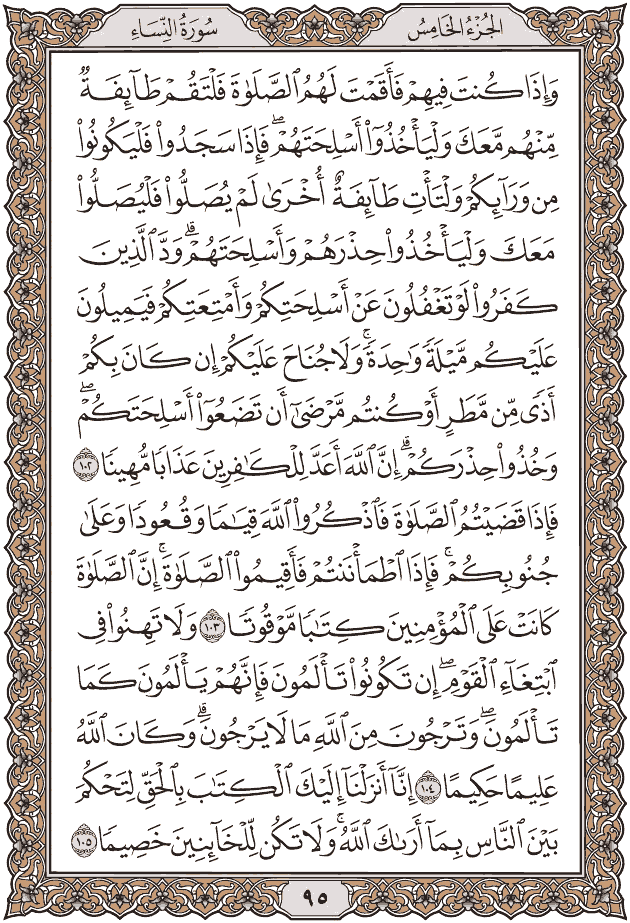 سُورَةُ النِّسَاءِ
الجُزْءُ الخَامِسُ
وَإِذَا كُنتَ فِيهِمْ فَأَقَمْتَ لَهُمُ ٱلصَّلَوٰةَ فَلْتَقُمْ طَآئِفَةٌ
مِّنْهُم مَّعَكَ وَلْيَأْخُذُوٓا۟ أَسْلِحَتَهُمْ ۖ فَإِذَا سَجَدُوا۟ فَلْيَكُونُوا۟
مِن وَرَآئِكُمْ وَلْتَأْتِ طَآئِفَةٌ أُخْرَىٰ لَمْ يُصَلُّوا۟ فَلْيُصَلُّوا۟
مَعَكَ وَلْيَأْخُذُوا۟ حِذْرَهُمْ وَأَسْلِحَتَهُمْ ۗ وَدَّ ٱلَّذِينَ
كَفَرُوا۟ لَوْ تَغْفُلُونَ عَنْ أَسْلِحَتِكُمْ وَأَمْتِعَتِكُمْ فَيَمِيلُونَ
عَلَيْكُم مَّيْلَةً وَٰحِدَةً ۚ وَلَا جُنَاحَ عَلَيْكُمْ إِن كَانَ بِكُمْ
أَذًى مِّن مَّطَرٍ أَوْ كُنتُم مَّرْضَىٰٓ أَن تَضَعُوٓا۟ أَسْلِحَتَكُمْ ۖ
وَخُذُوا۟ حِذْرَكُمْ ۗ إِنَّ ٱللَّهَ أَعَدَّ لِلْكَٰفِرِينَ عَذَابًا مُّهِينًا ١٠٢
فَإِذَا قَضَيْتُمُ ٱلصَّلَوٰةَ فَٱذْكُرُوا۟ ٱللَّهَ قِيَٰمًا وَقُعُودًا وَعَلَىٰ
جُنُوبِكُمْ ۚ فَإِذَا ٱطْمَأْنَنتُمْ فَأَقِيمُوا۟ ٱلصَّلَوٰةَ ۚ إِنَّ ٱلصَّلَوٰةَ
كَانَتْ عَلَى ٱلْمُؤْمِنِينَ كِتَٰبًا مَّوْقُوتًا ١٠٣ وَلَا تَهِنُوا۟ فِى
ٱبْتِغَآءِ ٱلْقَوْمِ ۖ إِن تَكُونُوا۟ تَأْلَمُونَ فَإِنَّهُمْ يَأْلَمُونَ كَمَا
تَأْلَمُونَ ۖ وَتَرْجُونَ مِنَ ٱللَّهِ مَا لَا يَرْجُونَ ۗ وَكَانَ ٱللَّهُ
عَلِيمًا حَكِيمًا ١٠٤ إِنَّآ أَنزَلْنَآ إِلَيْكَ ٱلْكِتَٰبَ بِٱلْحَقِّ لِتَحْكُمَ
بَيْنَ ٱلنَّاسِ بِمَآ أَرَىٰكَ ٱللَّهُ ۚ وَلَا تَكُن لِّلْخَآئِنِينَ خَصِيمًا ١٠٥
٩٥